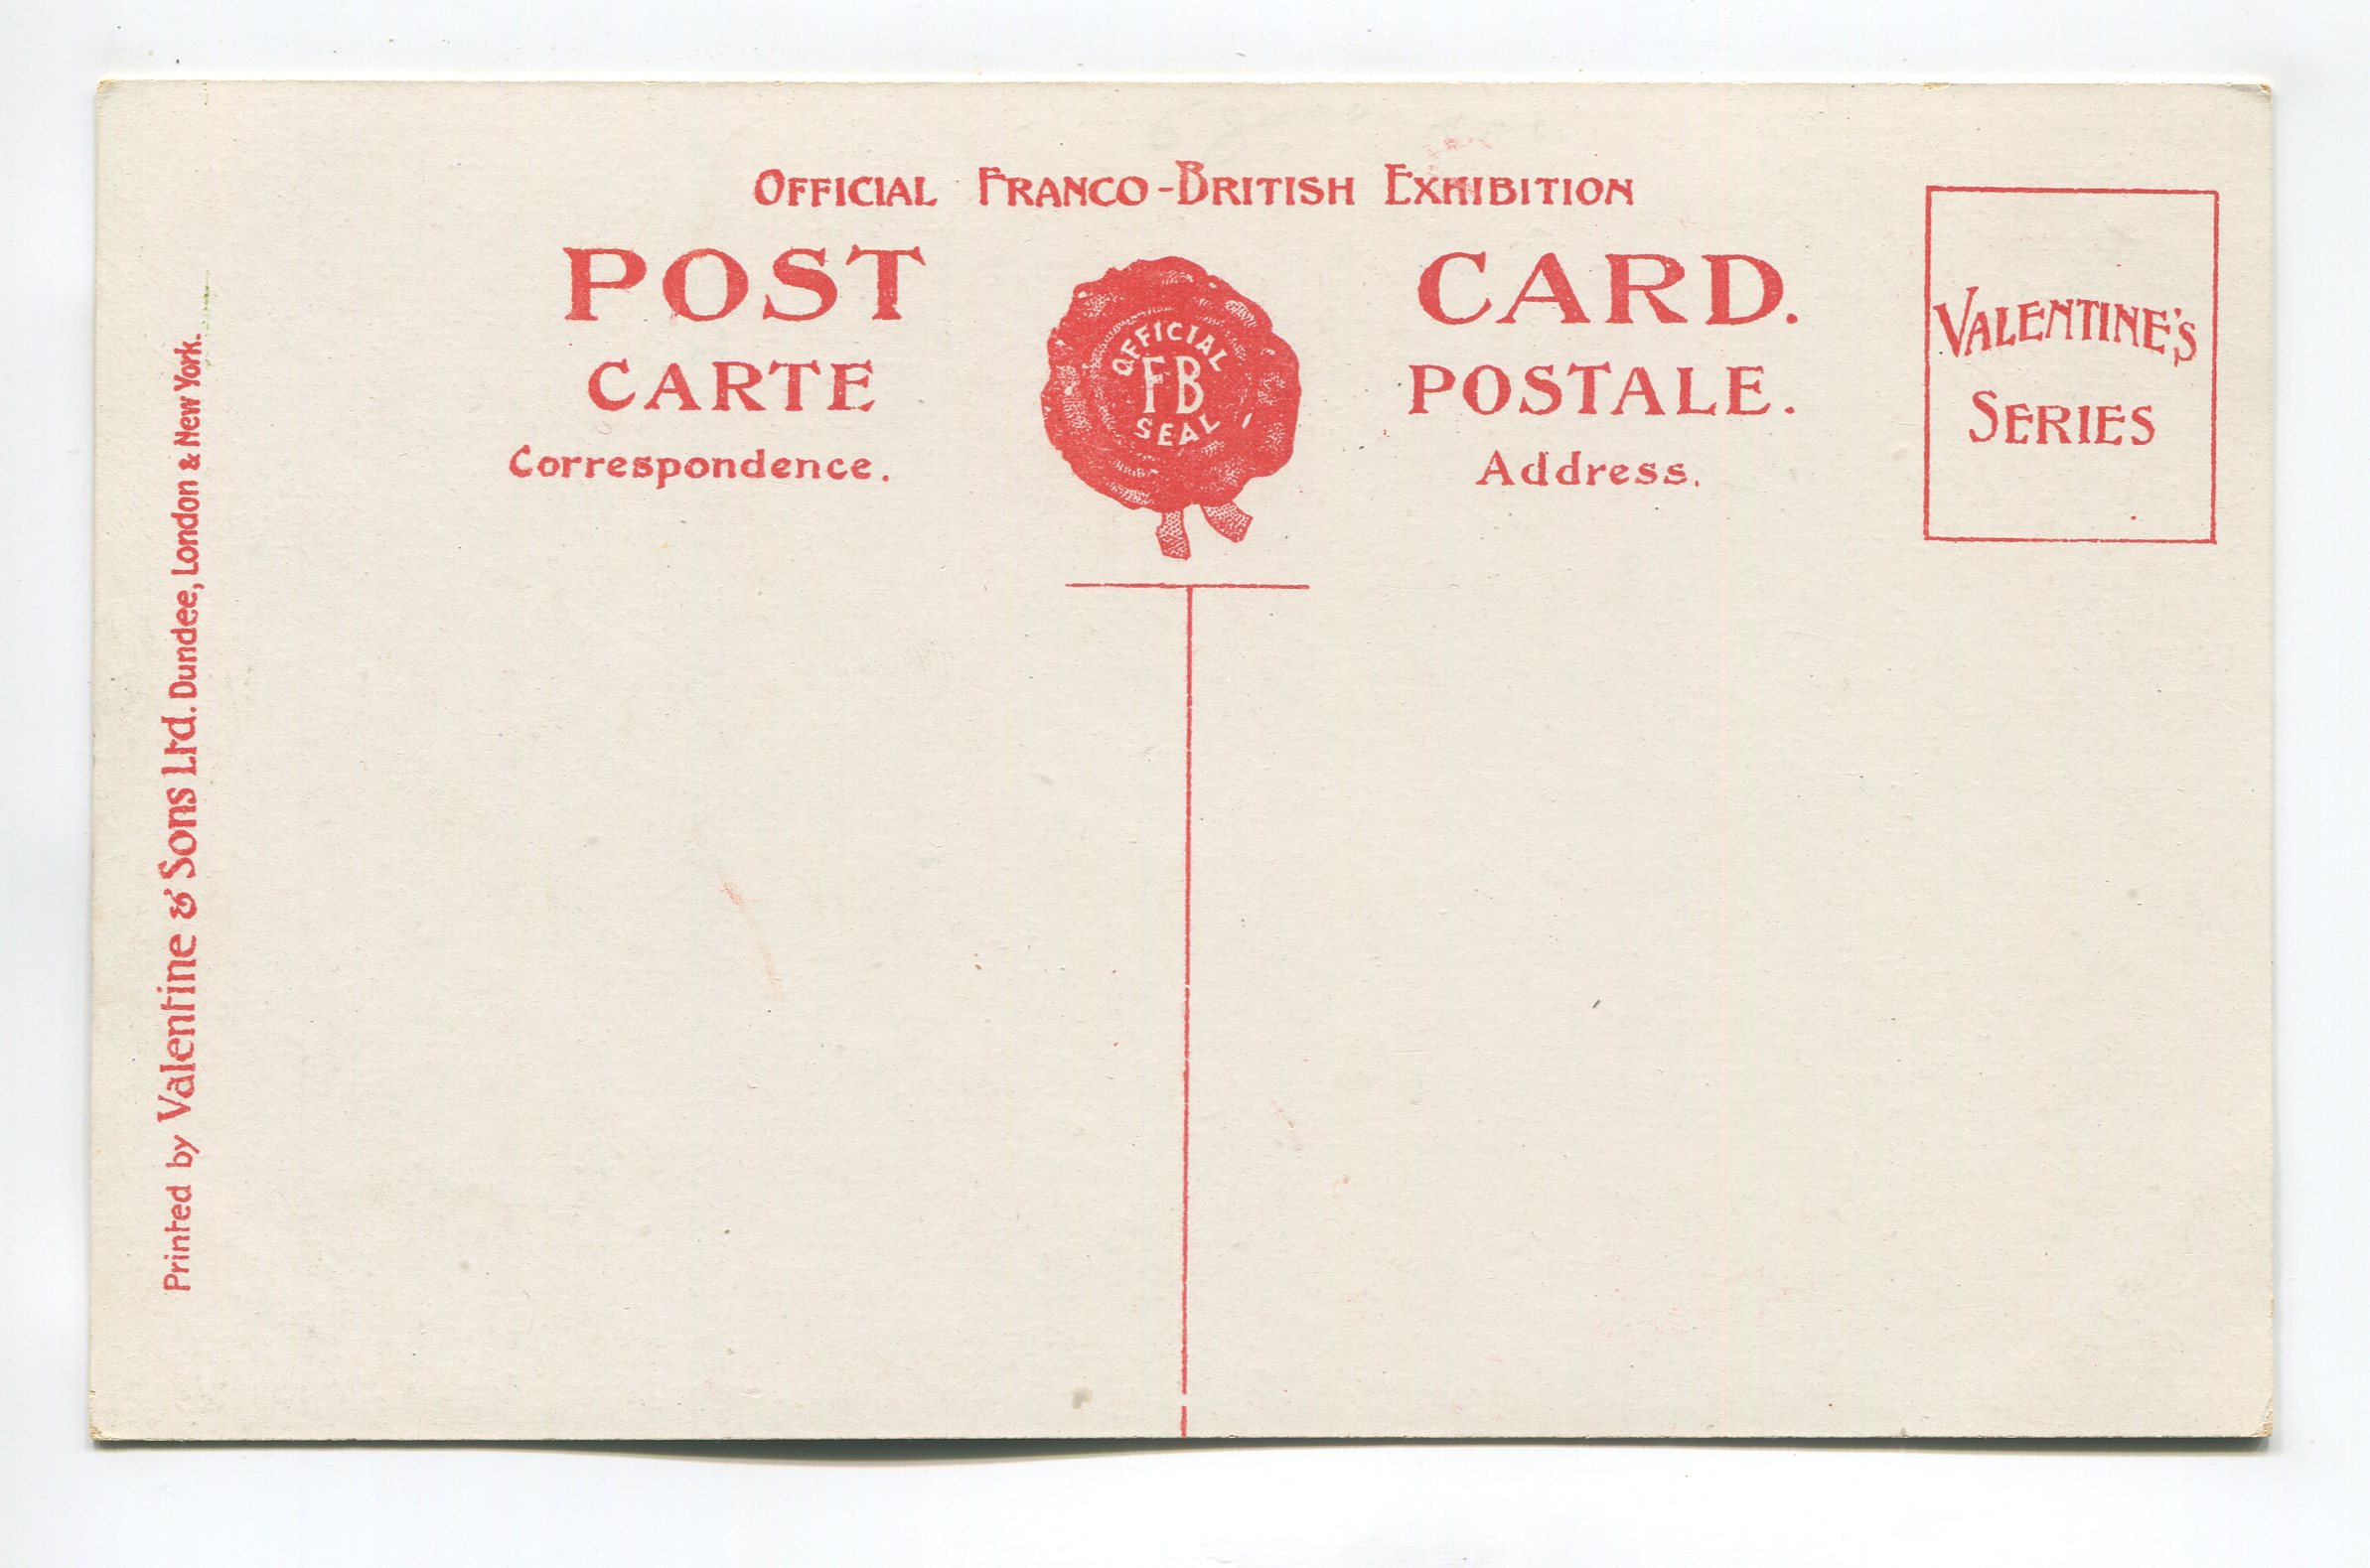 OFFICIAL FRANCO-BRITISH EXHIBITION
POST CARD.
CARTE POSTALE.
Correspondence. Address.
OFFICIAL
FB
SEAL
VALENTINE'S
SERIES
Printed by Valentine & Sons Ltd. Dundee, London & New York.